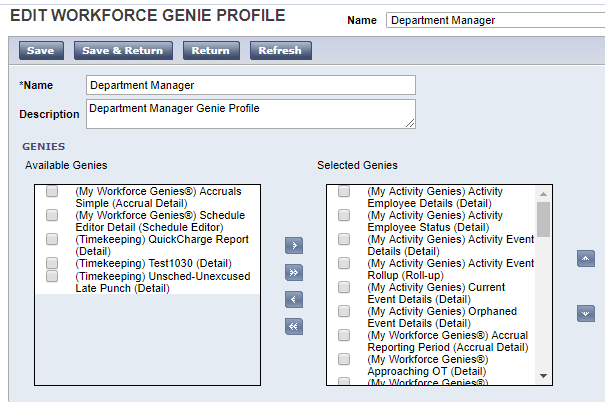 EDIT WORKFORCE GENIE PROFILE
Name Department Manager
Save Save & Return Return Refresh
*Name Department Manager
Description Department Manager Genie Profile
GENIES
Available Genies
(My Workforce Genies®) Accruals
Simple (Accrual Detail)
(My Workforce Genies®) Schedule
Editor Detail (Schedule Editor)
(Timekeeping) QuickCharge Report
(Detail)
(Timekeeping) Test1030 (Detail)
(Timekeeping) Unsched-Unexcused
Late Punch (Detail)
Selected Genies
(My Activity Genies) Activity
Employee Details (Detail)
(My Activity Genies) Activity
Employee Status (Detail)
(My Activity Genies) Activity Event
Details (Detail)
(My Activity Genies) Activity Event
Rollup (Roll-up)
(My Activity Genies) Current
Event Details (Detail)
(My Activity Genies) Orphaned
Event Details (Detail)
(My Workforce Genies®) Accrual
Reporting Period (Accrual Detail)
(My Workforce Genies®)
Approaching OT (Detail)
(My Workforce Genies®)